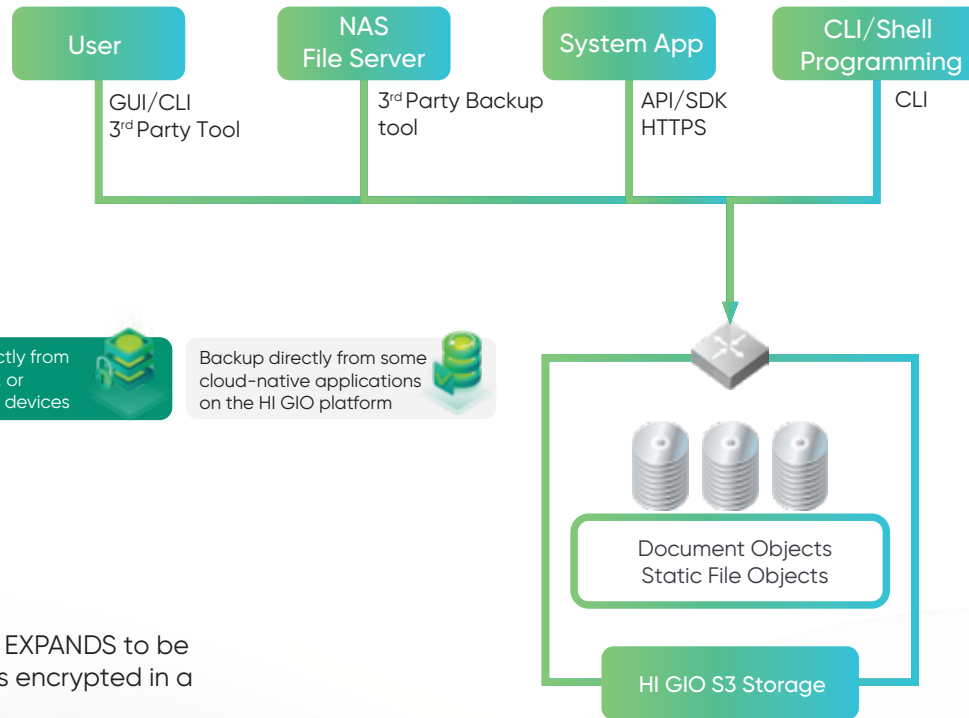 User
NAS
File Server
System App
CLI/Shell
Programming
GUI/CLI
3rd Party Tool
3rd Party Backup
tool
API/SDK
HTTPS
CLI
from
or
devices
Backup directly from some
cloud-native applications
on the HI GIO platform
Document Objects
Static File Objects
EXPANDS to be
encrypted in a
HI GIO S3 Storage